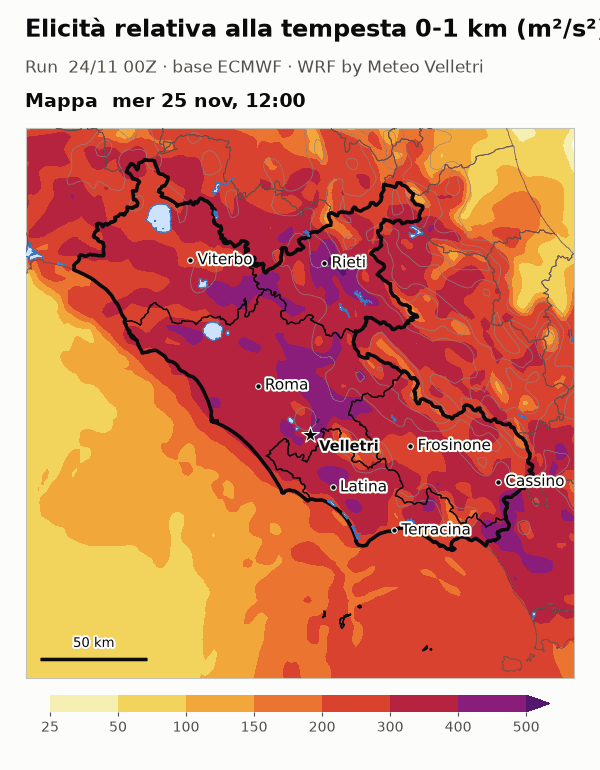 Elicità relativa alla tempesta 0-1 km (m²/s²)
Run 24/11 00Z · base ECMWF · WRF by Meteo Velletri
Mappa mer 25 nov, 12:00
Viterbo
Rieti
Roma
Velletri
Frosinone
Latina
Cassino
Terracina
50 km
25 50 100 150 200 300 400 500